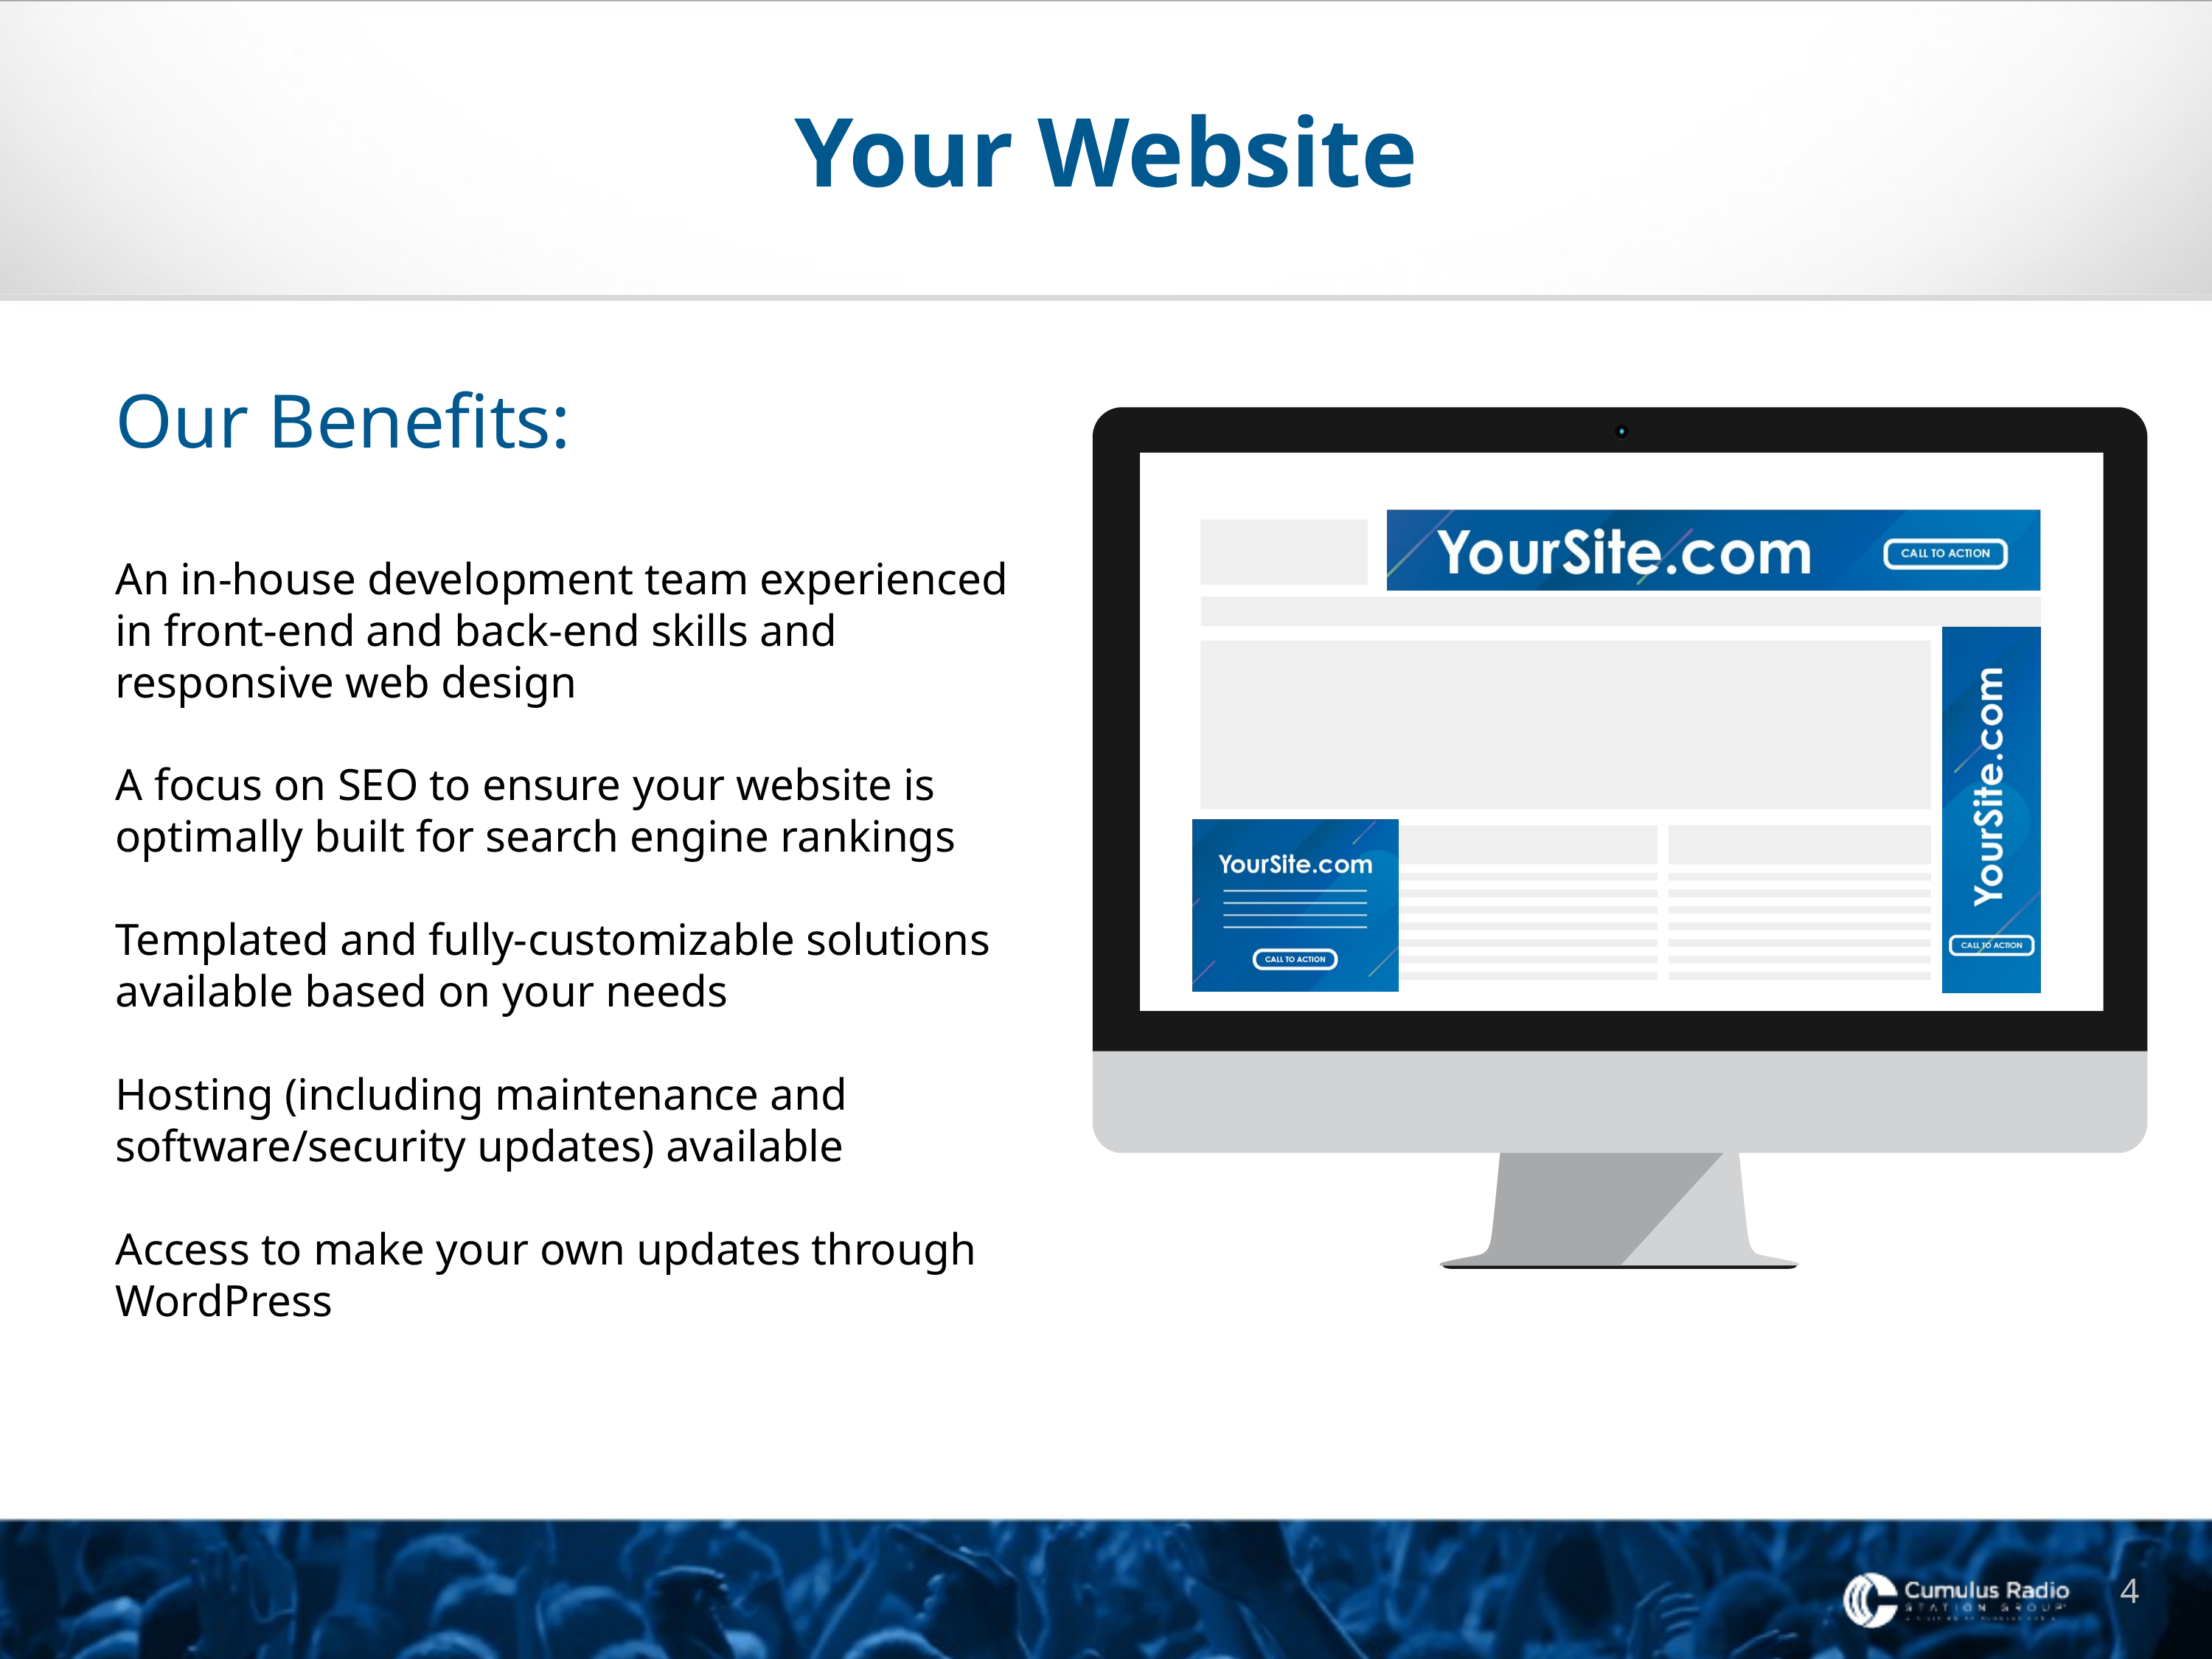 Your Website
Our Benefits:
An in-house development team experienced
in front-end and back-end skills and
responsive web design
A focus on SEO to ensure your website is
optimally built for search engine rankings
Templated and fully-customizable solutions
available based on your needs
Hosting (including maintenance and
software/security updates) available
Access to make your own updates through
WordPress
YourSite.com
CALL TO ACTION
YourSite.com
CALL TO ACTION
YourSite.com
CALL TO ACTION
Cumulus Radio
STATION GROUP
4